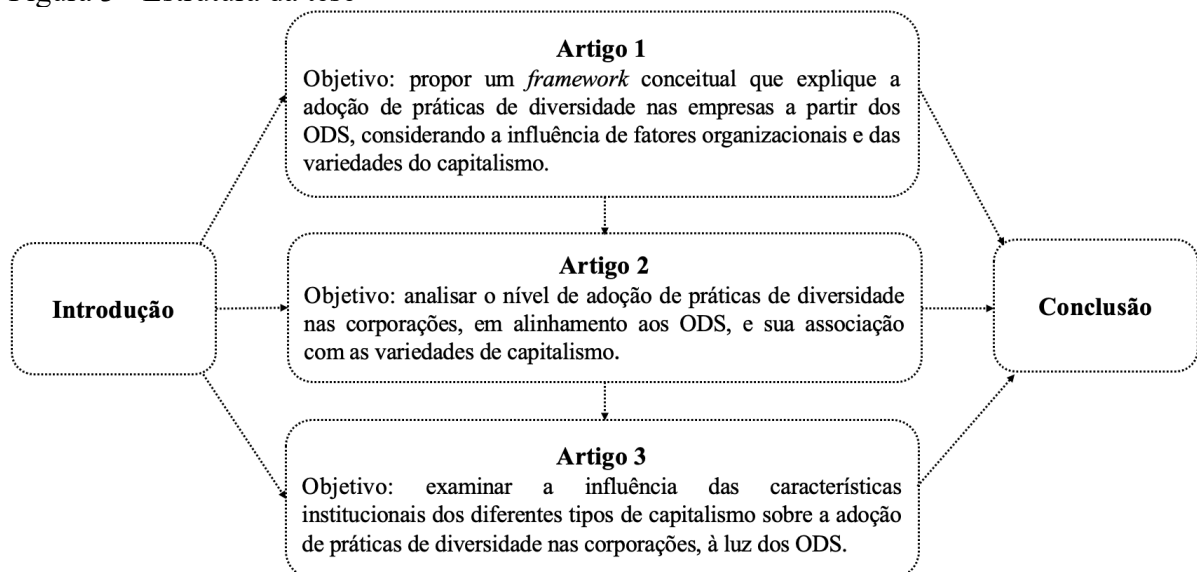 Artigo 1
Objetivo: propor um framework conceitual que explique a
adoção de práticas de diversidade nas empresas a partir dos
ODS, considerando a influência de fatores organizacionais e das
variedades do capitalismo.
Artigo 2
Objetivo: analisar o nível de adoção de práticas de diversidade
nas corporações, em alinhamento aos ODS, e sua associação
com as variedades de capitalismo.
Introdução
Conclusão
Artigo 3
Objetivo: examinar a influência das características
institucionais dos diferentes tipos de capitalismo sobre a adoção
de práticas de diversidade nas corporações, à luz dos ODS.